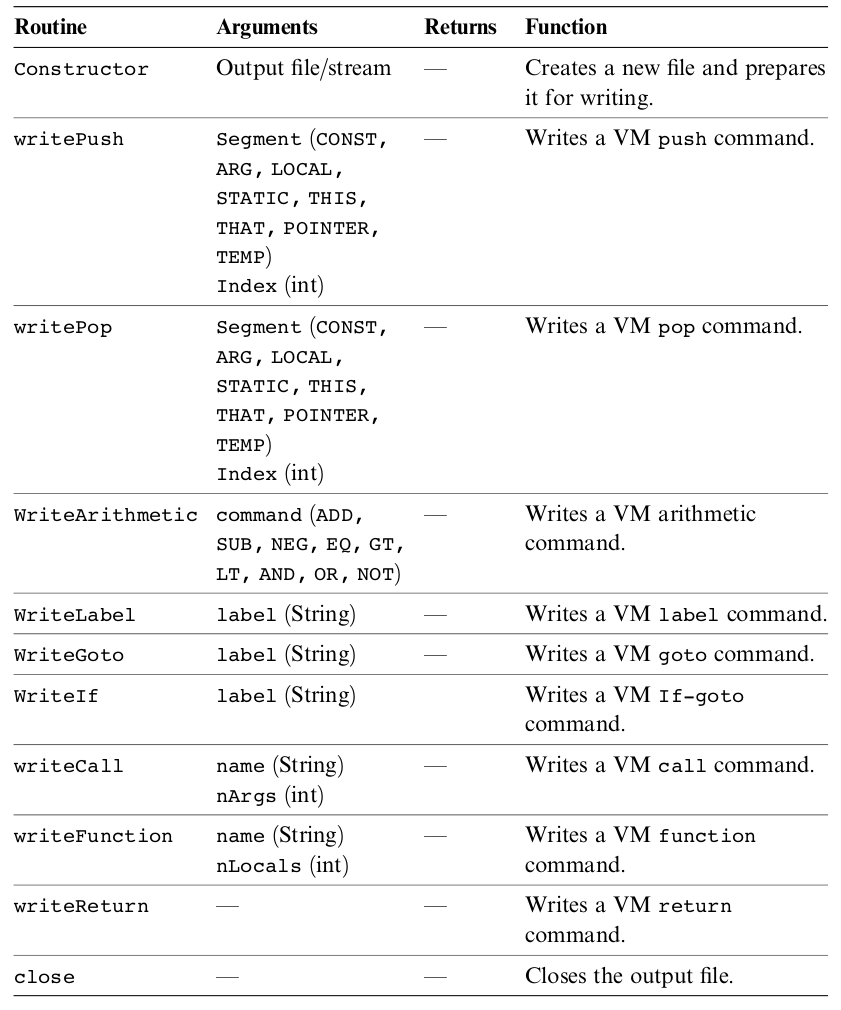 Routine Arguments Returns Function
Constructor Output file/stream — Creates a new file and prepares
it for writing.
writePush Segment (CONST, — Writes a VM push command.
ARG, LOCAL,
STATIC, THIS,
THAT, POINTER,
TEMP)
Index (int)
writePop Segment (CONST, — Writes a VM pop command.
ARG, LOCAL,
STATIC, THIS,
THAT, POINTER,
TEMP)
Index (int)
WriteArithmetic command (ADD, — Writes a VM arithmetic
SUB, NEG, EQ, GT, command.
LT, AND, OR, NOT)
WriteLabel label (String) — Writes a VM label command.
WriteGoto label (String) — Writes a VM goto command.
WriteIf label (String) Writes a VM If-goto
command.
writeCall name (String) — Writes a VM call command.
nArgs (int)
writeFunction name (String) — Writes a VM function
nLocals (int) command.
writeReturn — — Writes a VM return
command.
close — — Closes the output file.